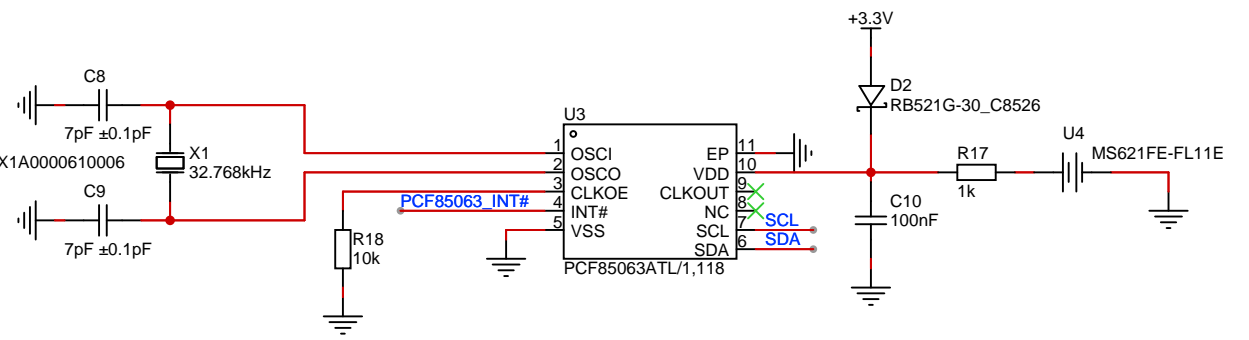 +3.3V
C8
7pF ±0.1pF
X1A0000610006
X1
32.768kHz
C9
7pF ±0.1pF
PCF85063_INT#
R18
10k
U3
1 OSCI
2 OSCO
3 CLKOE
4 INT#
5 VSS
EP 11
VDD 10
CLKOUT 9
NC 8
SCL 7
SDA 6
PCF85063ATL/1,118
SCL
SDA
D2
RB521G-30_C8526
C10
100nF
R17
1k
U4
MS621FE-FL11E